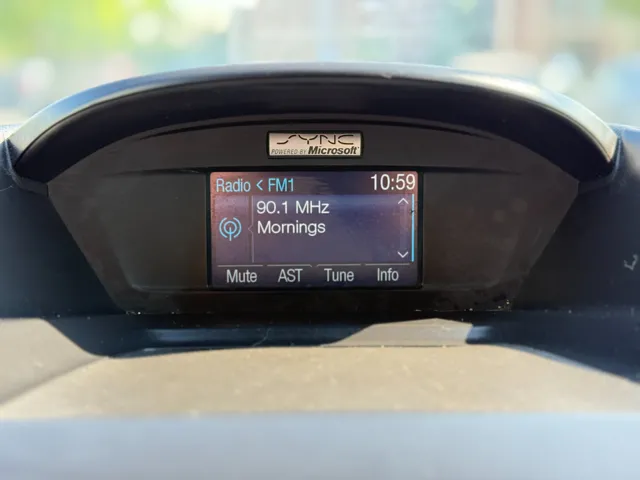 SYNC
POWERED BY Microsoft
Radio < FM1 10:59
90.1 MHz
Mornings
Mute AST Tune Info